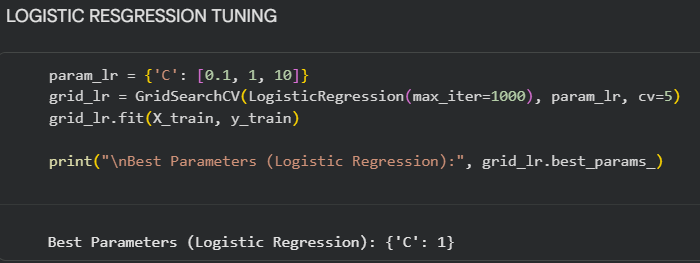 LOGISTIC RESGRESSION TUNING
param_lr = {'C': [0.1, 1, 10]}
grid_lr = GridSearchCV(LogisticRegression(max_iter=1000), param_lr, cv=5)
grid_lr.fit(X_train, y_train)
print("\nBest Parameters (Logistic Regression):", grid_lr.best_params_)
Best Parameters (Logistic Regression): {'C': 1}